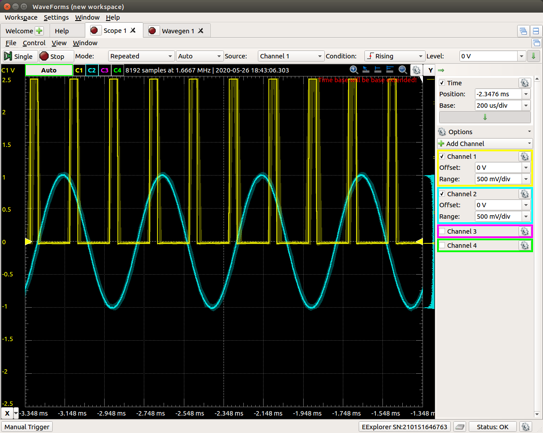 WaveForms (new workspace)
Workspace Settings Window Help
Welcome Help Scope 1 Wavegen 1
File Control View Window
Single Stop Mode: Repeated Auto Source: Channel 1 Condition: Rising Level: 0 V
C1 V Auto C1 C2 C3 C4 8192 samples at 1.6667 MHz | 2020-05-26 18:43:06.303 Y
2.5
2
1.5
1
0.5
0
-0.5
-1
-1.5
-2
-2.5
X -3.348 ms -3.148 ms -2.948 ms -2.748 ms -2.548 ms -2.348 ms -2.148 ms -1.948 ms -1.748 ms -1.548 ms -1.348 ms
Time
Position: -2.3476 ms
Base: 200 us/div
Options
Add Channel
Channel 1
Offset: 0 V
Range: 500 mV/div
Channel 2
Offset: 0 V
Range: 500 mV/div
Channel 3
Channel 4
Manual Trigger EExplorer SN:210151646763 Status: OK